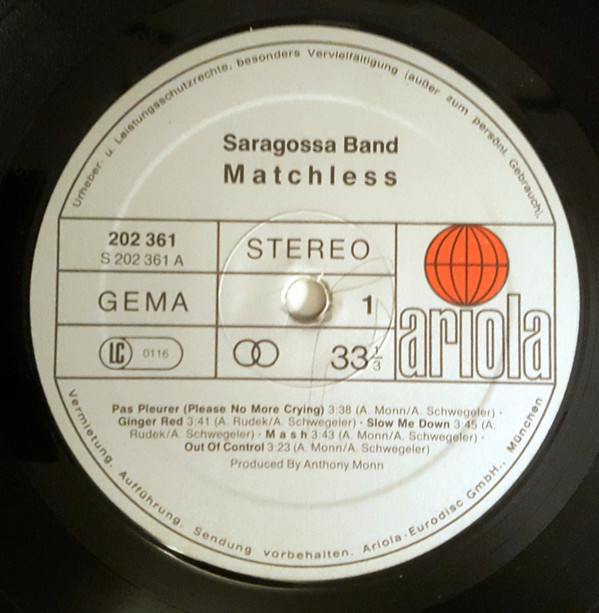 Urheber- u. Leistungsschutzrechte, besonders Vervielfältigung (außer zum persönl. Gebrauch),
Saragossa Band
Matchless
202 361
S 202 361 A
STEREO
GEMA
1
LC 0116
33⅓
ariola
Pas Pleurer (Please No More Crying) 3:38 (A. Monn/A. Schwegeler) ·
Ginger Red 3:41 (A. Rudek/A. Schwegeler) · Slow Me Down 3:45 (A.
Rudek/A. Schwegeler) · Mash 3:43 (A. Monn/A. Schwegeler) ·
Out Of Control 3:23 (A. Monn/A. Schwegeler)
Produced By Anthony Monn
Vermietung, Aufführung, Sendung vorbehalten. Ariola-Eurodisc GmbH., München